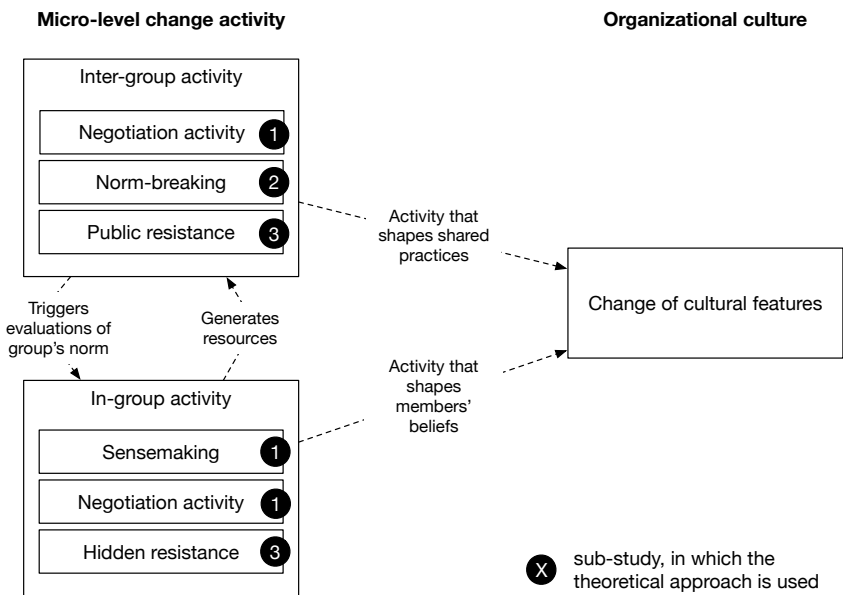 Micro-level change activity
Organizational culture
Inter-group activity
Negotiation activity 1
Norm-breaking 2
Public resistance 3
Activity that
shapes shared
practices
Change of cultural features
Triggers
evaluations of
group’s norm
Generates
resources
Activity that
shapes
members’
beliefs
In-group activity
Sensemaking 1
Negotiation activity 1
Hidden resistance 3
X sub-study, in which the
theoretical approach is used